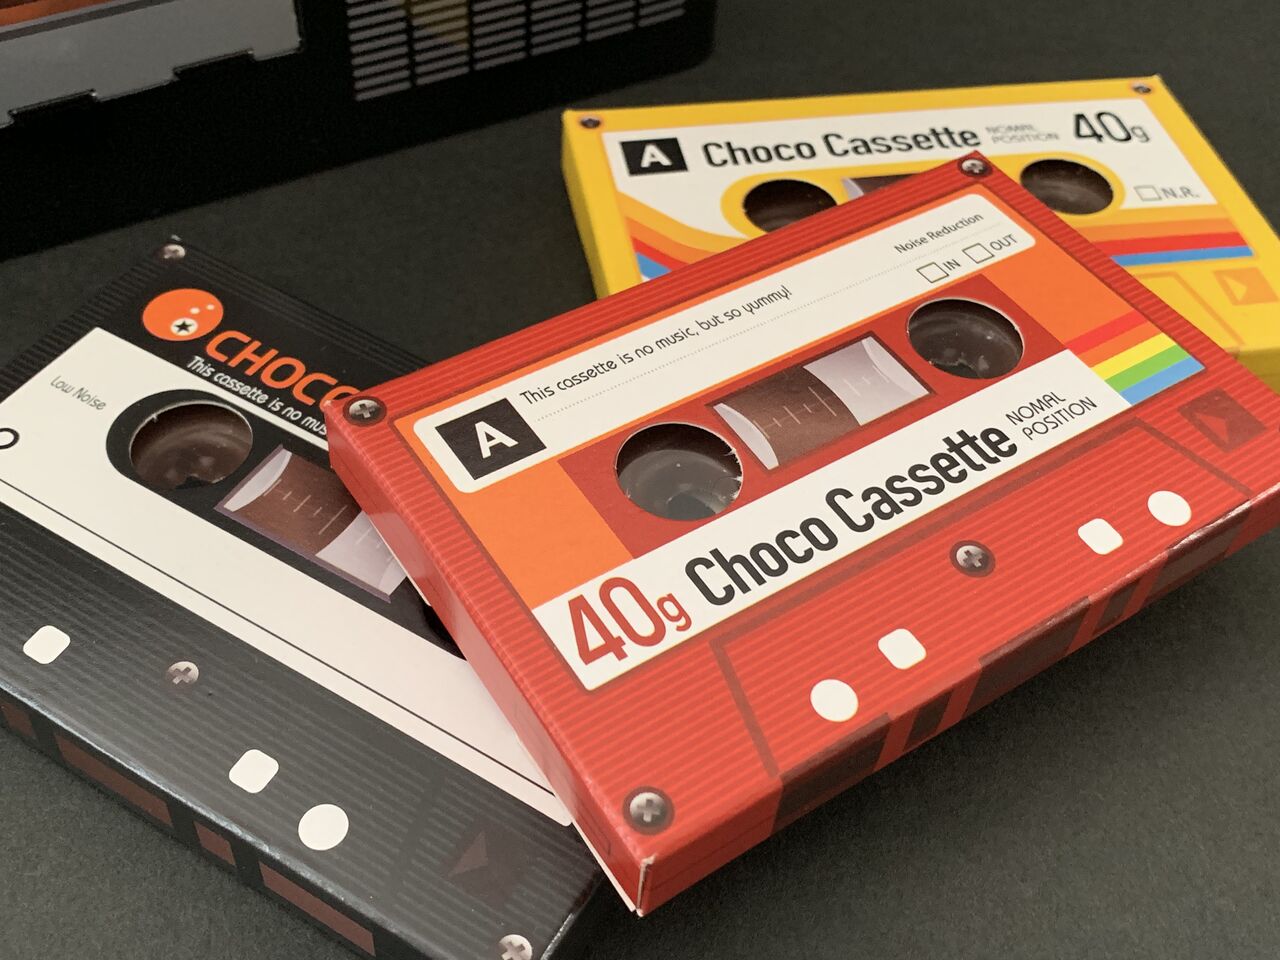 A
Choco Cassette
NOMAL
POSITION
40g
N.R.
Noise Reduction
IN OUT
This cassette is no music, but so yummy!
A
40g Choco Cassette
NOMAL
POSITION
CHOCO
This cassette is no
Low Noise